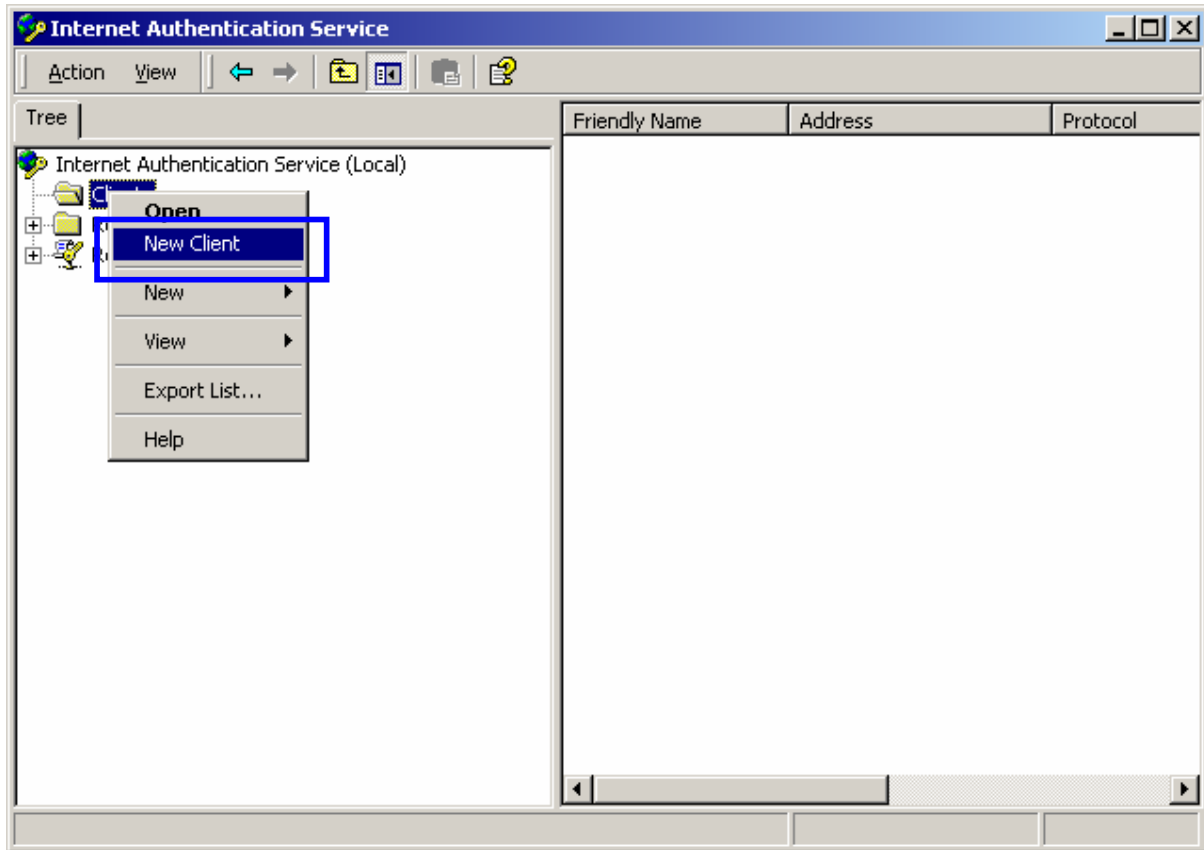 Internet Authentication Service
Action View
Tree
Friendly Name Address Protocol
Internet Authentication Service (Local)
Open
New Client
New
View
Export List...
Help